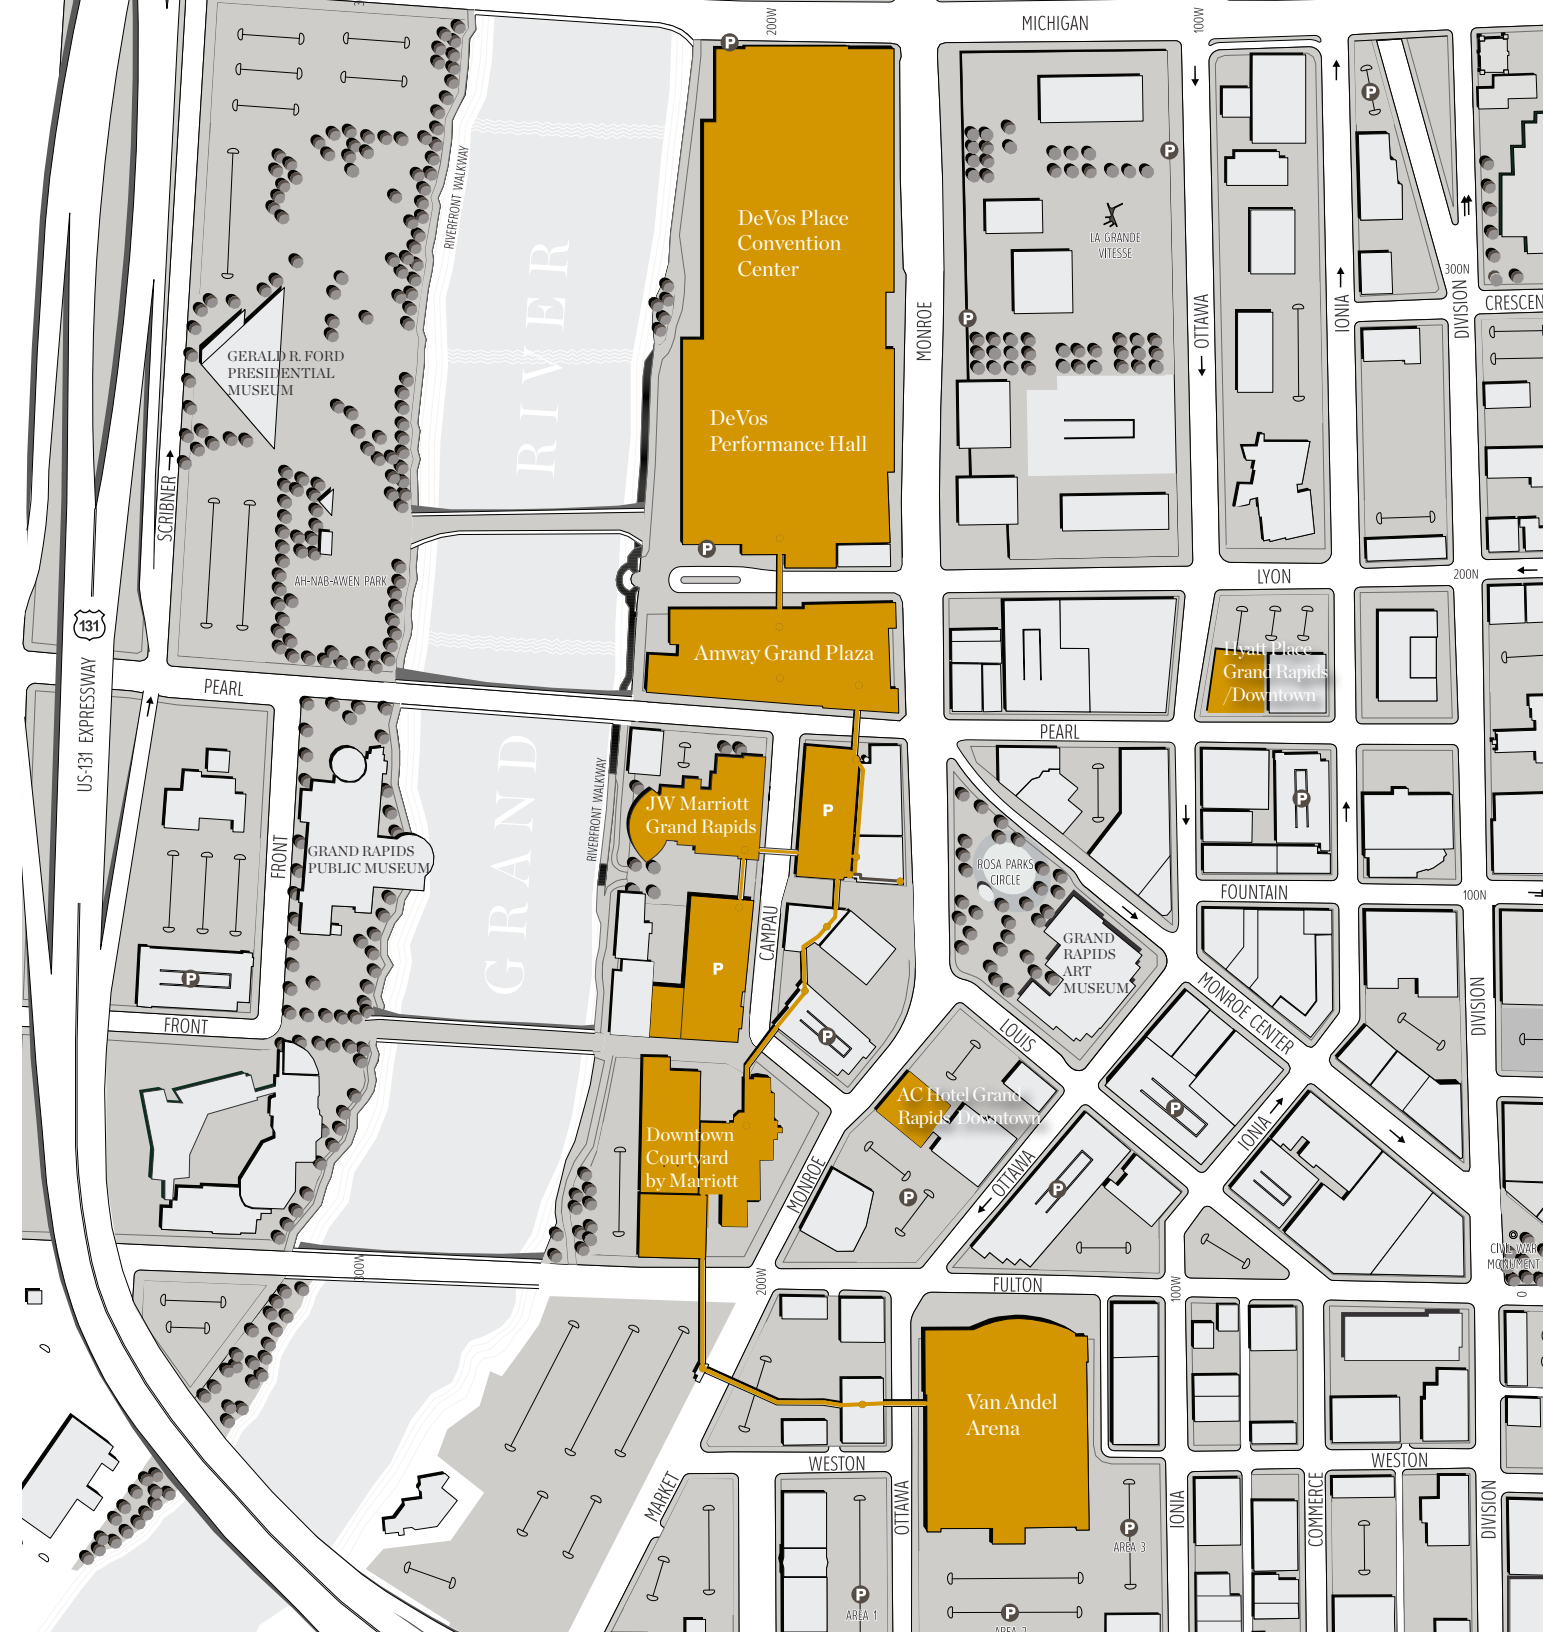 MICHIGAN
200W
100W
P
P
P
RIVERFRONT WALKWAY
DeVos Place
Convention
Center
LA GRANDE
VITESSE
300N
CRESCEN
DIVISION
IONIA
OTTAWA
MONROE
P
RIVER
GERALD R. FORD
PRESIDENTIAL
MUSEUM
DeVos
Performance Hall
SCRIBNER
P
AH-NAB-AWEN PARK
LYON
200N
131
US-131 EXPRESSWAY
PEARL
Amway Grand Plaza
Hyatt Place
Grand Rapids
/Downtown
PEARL
GRAND
RIVERFRONT WALKWAY
JW Marriott
Grand Rapids
P
P
FRONT
GRAND RAPIDS
PUBLIC MUSEUM
ROSA PARKS
CIRCLE
FOUNTAIN
100N
CAMPAU
GRAND
RAPIDS
ART
MUSEUM
P
P
MONROE CENTER
DIVISION
FRONT
LOUIS
P
AC Hotel Grand
Rapids Downtown
P
IONIA
Downtown
Courtyard
by Marriott
MONROE
P
OTTAWA
P
CIVIL WAR
MONUMENT
300W
200W
FULTON
100W
0
Van Andel
Arena
WESTON
WESTON
MARKET
OTTAWA
IONIA
COMMERCE
DIVISION
P
AREA 3
P
AREA 1
P
AREA 2